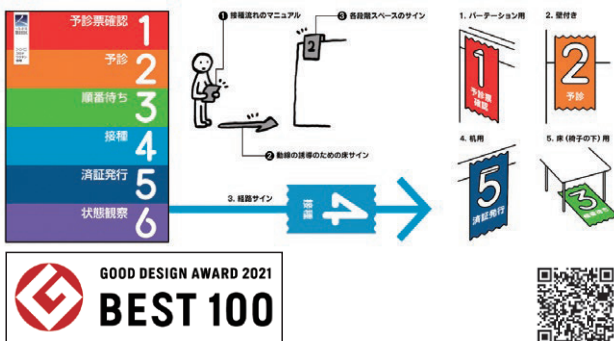 予診票確認 1
予診 2
順番待ち 3
接種 4
済証発行 5
状態観察 6
❶ 接種流れのマニュアル
❸ 各段階スペースのサイン
2
❷ 動線の誘導のための床サイン
3. 経路サイン
4 接種
1. パーテーション用
1
予診票
確認
2. 壁付き
2
予診
4. 机用
5
済証発行
5. 床(椅子の下)用
3
順番待ち
GOOD DESIGN AWARD 2021
BEST 100